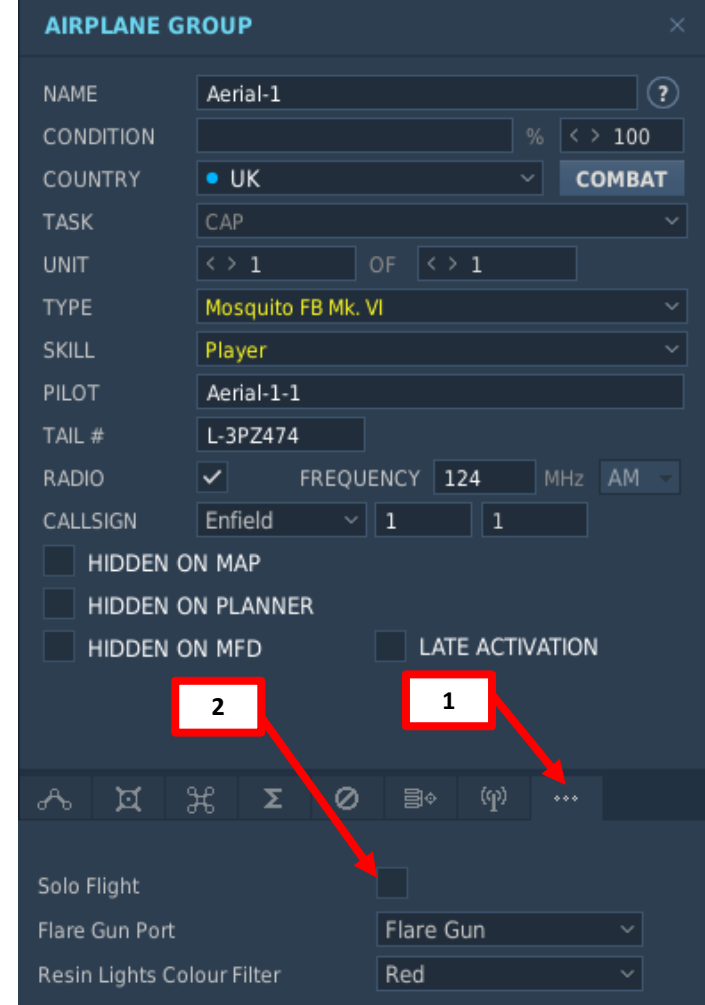 AIRPLANE GROUP ×
NAME Aerial-1 ?
CONDITION % < > 100
COUNTRY UK COMBAT
TASK CAP
UNIT < > 1 OF < > 1
TYPE Mosquito FB Mk. VI
SKILL Player
PILOT Aerial-1-1
TAIL # L-3PZ474
RADIO FREQUENCY 124 MHz AM
CALLSIGN Enfield 1 1
HIDDEN ON MAP
HIDDEN ON PLANNER
HIDDEN ON MFD LATE ACTIVATION
2 1
Σ
Solo Flight
Flare Gun Port Flare Gun
Resin Lights Colour Filter Red